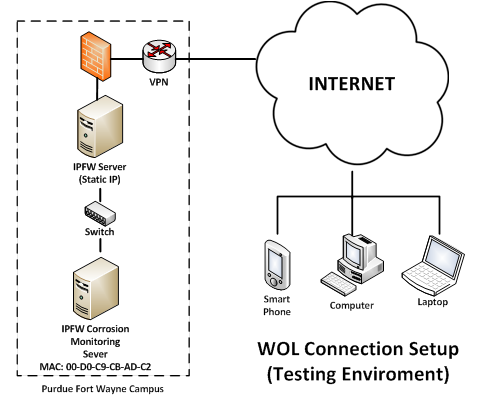 VPN
INTERNET
IPFW Server
(Static IP)
Switch
IPFW Corrosion
Monitoring
Sever
MAC: 00-D0-C9-CB-AD-C2
Purdue Fort Wayne Campus
Smart
Phone
Computer
Laptop
WOL Connection Setup
(Testing Enviroment)